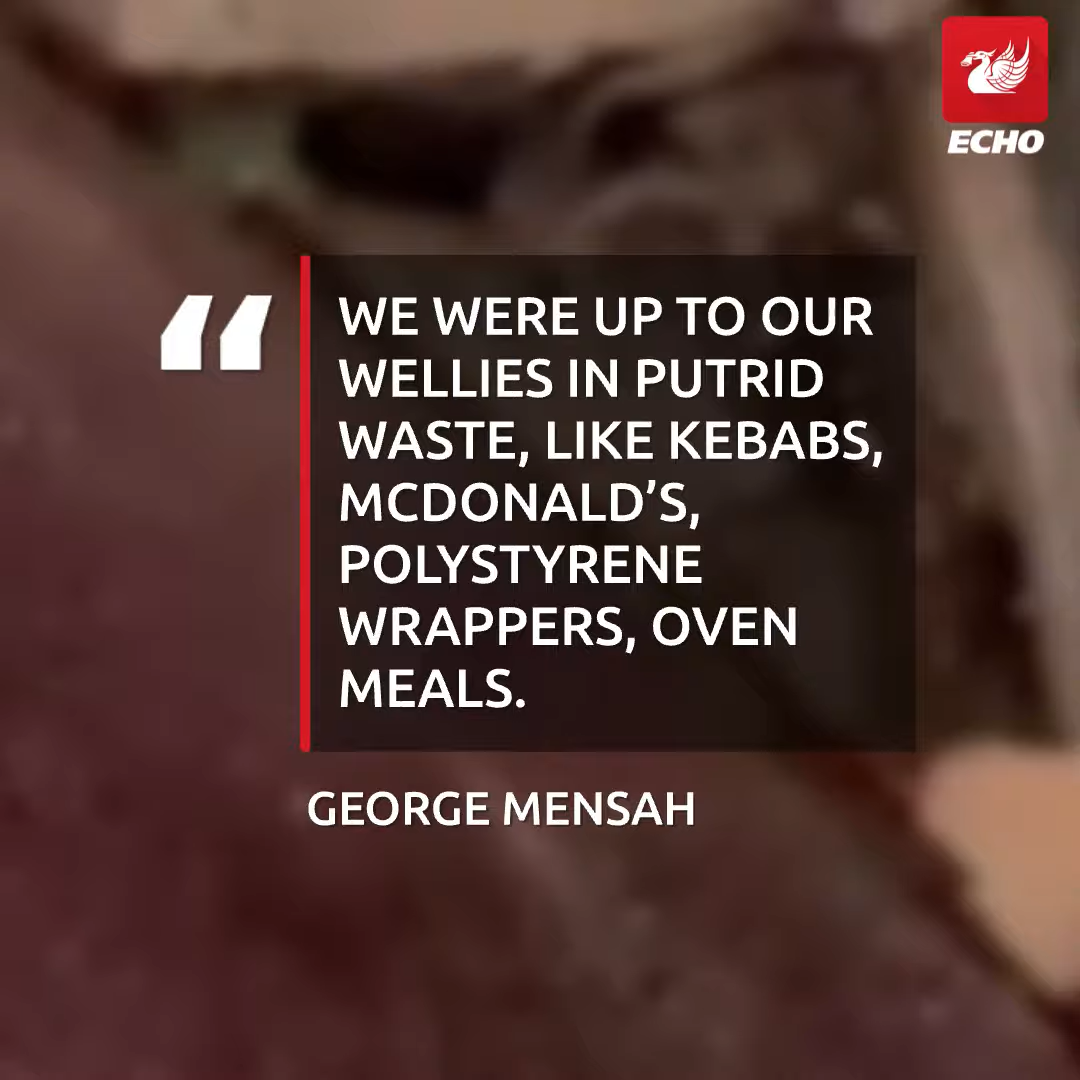 ECHO
“
WE WERE UP TO OUR
WELLIES IN PUTRID
WASTE, LIKE KEBABS,
MCDONALD’S,
POLYSTYRENE
WRAPPERS, OVEN
MEALS.
GEORGE MENSAH